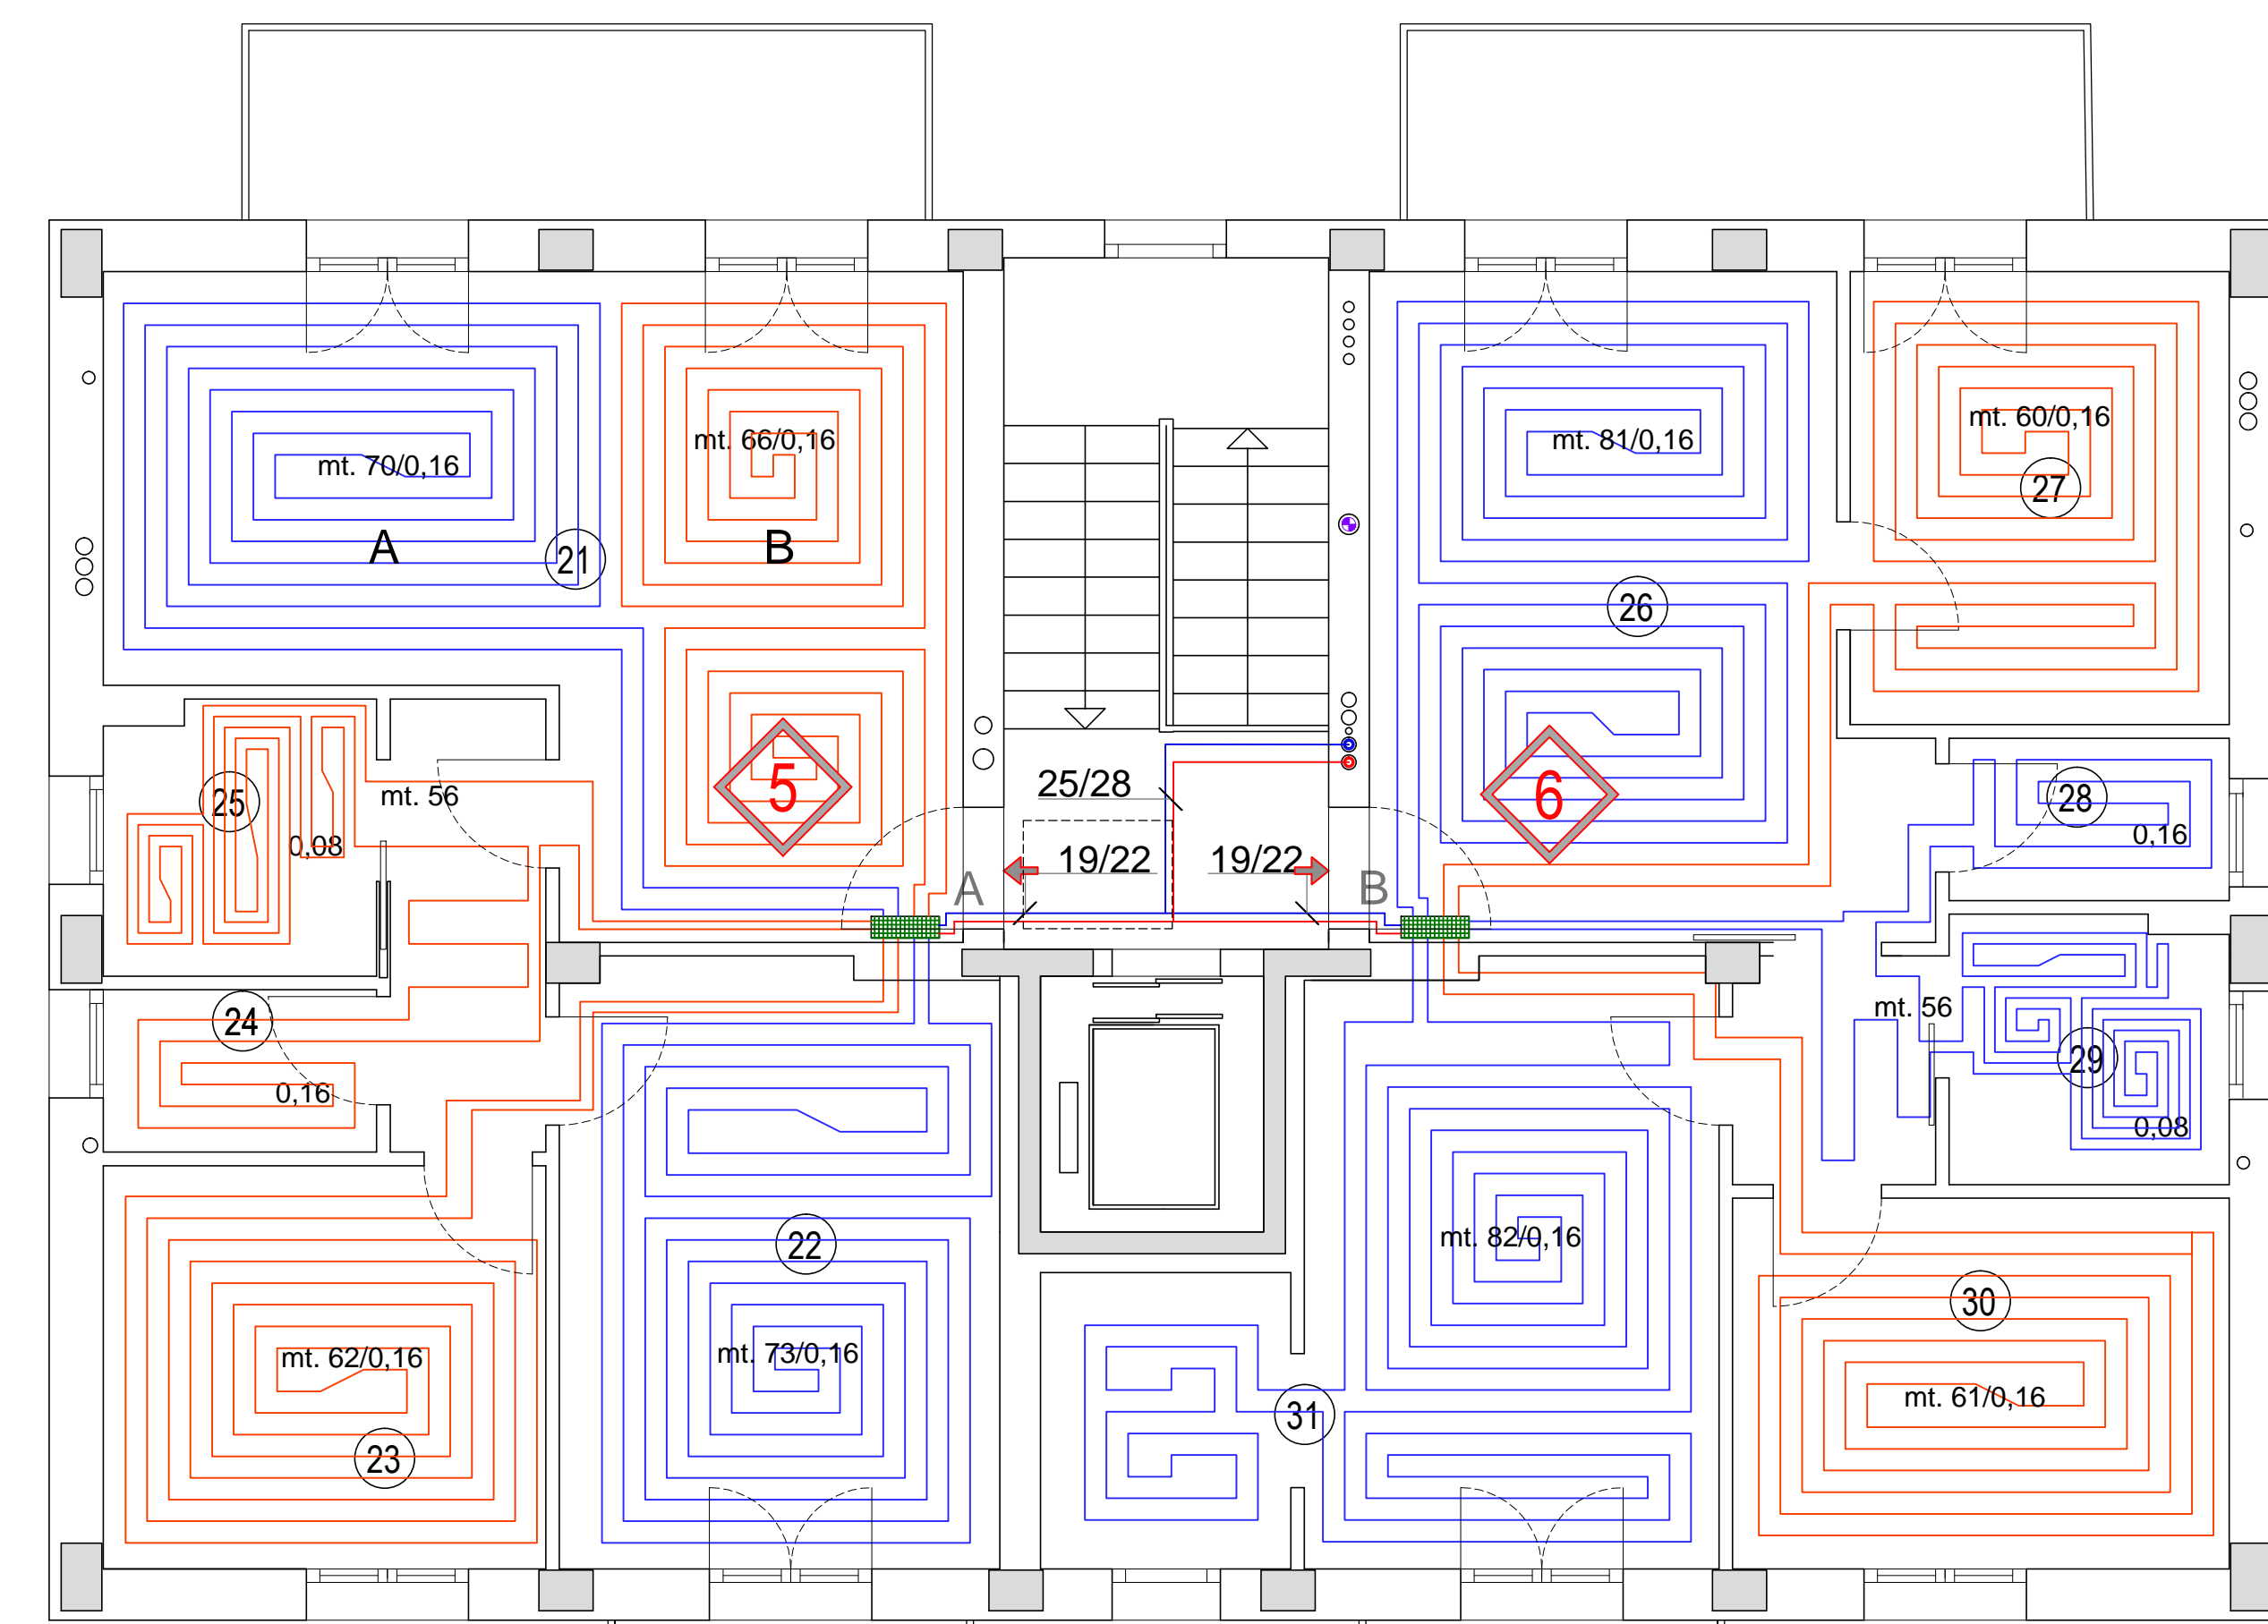 mt. 66/0,16
mt. 81/0,16
mt. 60/0,16
mt. 70/0,16
27
A
B
21
26
5
6
25/28
25
mt. 56
28
0,16
0,08
19/22
19/22
A
B
mt. 56
24
29
0,16
0,08
22
mt. 82/0,16
30
mt. 62/0,16
mt. 73/0,16
mt. 61/0,16
31
23